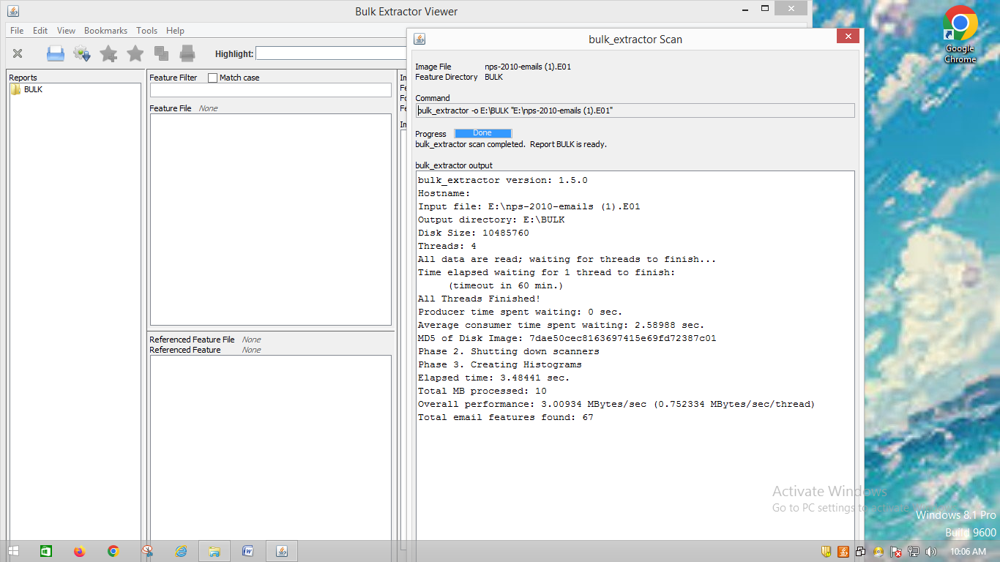 Bulk Extractor Viewer
File Edit View Bookmarks Tools Help
Highlight:
Reports
BULK
Feature Filter Match case
Feature File None
Referenced Feature File None
Referenced Feature None
bulk_extractor Scan
Image File nps-2010-emails (1).E01
Feature Directory BULK
Command
bulk_extractor -o E:\BULK "E:\nps-2010-emails (1).E01"
Progress Done
bulk_extractor scan completed. Report BULK is ready.
bulk_extractor output
bulk_extractor version: 1.5.0
Hostname:
Input file: E:\nps-2010-emails (1).E01
Output directory: E:\BULK
Disk Size: 10485760
Threads: 4
All data are read; waiting for threads to finish...
Time elapsed waiting for 1 thread to finish:
(timeout in 60 min.)
All Threads Finished!
Producer time spent waiting: 0 sec.
Average consumer time spent waiting: 2.58988 sec.
MD5 of Disk Image: 7dae50cec8163697415e69fd72387c01
Phase 2. Shutting down scanners
Phase 3. Creating Histograms
Elapsed time: 3.48441 sec.
Total MB processed: 10
Overall performance: 3.00934 MBytes/sec (0.752334 MBytes/sec/thread)
Total email features found: 67
Google
Chrome
Activate Windows
Go to PC settings to activate
Windows 8.1 Pro
Build 9600
10:06 AM